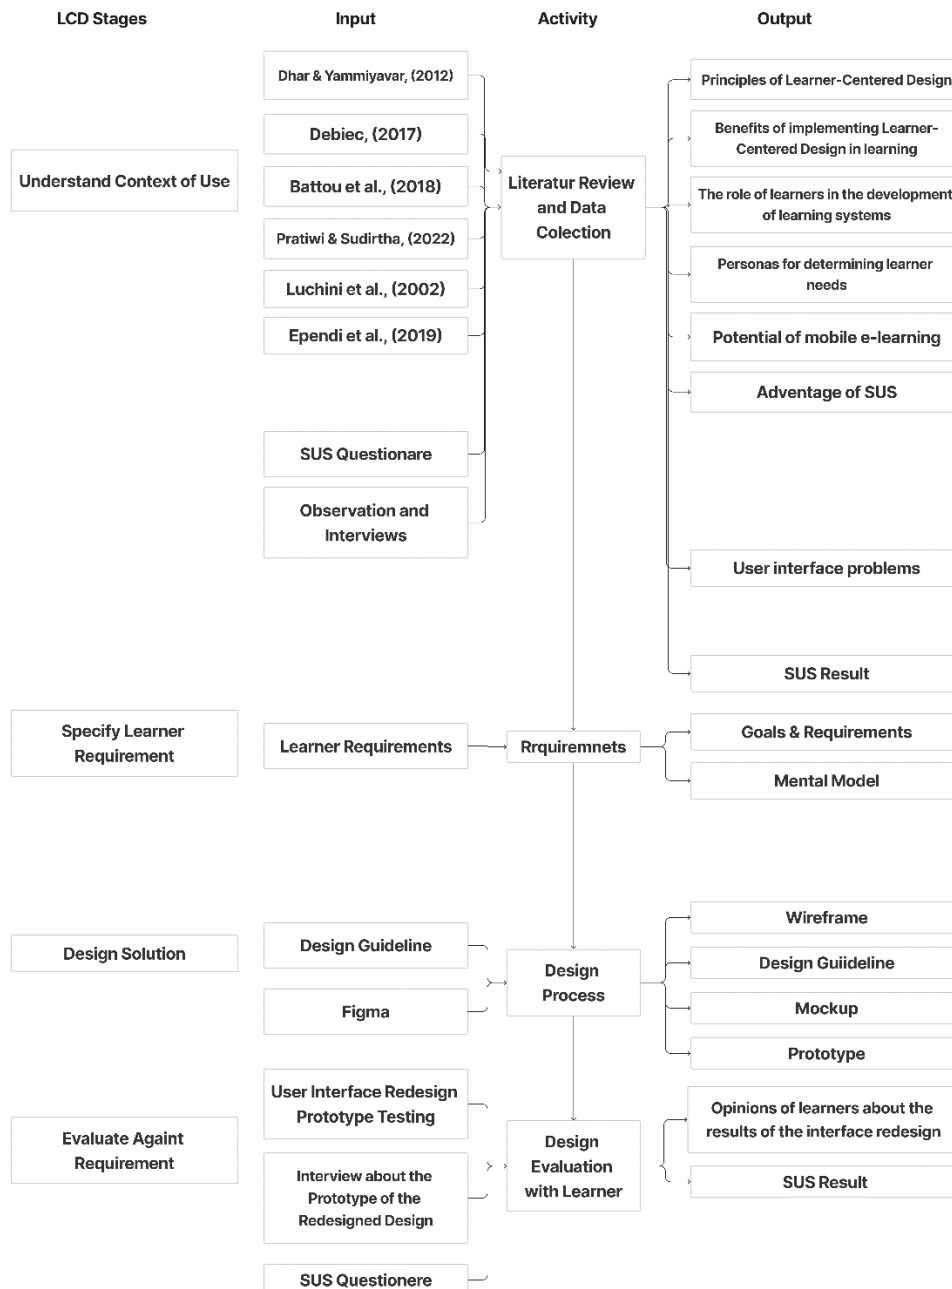 LCD Stages
Input
Activity
Output
Understand Context of Use
Dhar & Yammiyavar, (2012)
Debiec, (2017)
Battou et al., (2018)
Pratiwi & Sudirtha, (2022)
Luchini et al., (2002)
Ependi et al., (2019)
SUS Questionare
Observation and
Interviews
Literatur Review
and Data
Colection
Principles of Learner-Centered Design
Benefits of implementing Learner-
Centered Design in learning
The role of learners in the development
of learning systems
Personas for determining learner
needs
Potential of mobile e-learning
Advantage of SUS
User interface problems
SUS Result
Specify Learner
Requirement
Learner Requirements
Rrquiremnets
Goals & Requirements
Mental Model
Design Solution
Design Guideline
Figma
Design
Process
Wireframe
Design Guiideline
Mockup
Prototype
Evaluate Againt
Requirement
User Interface Redesign
Prototype Testing
Interview about the
Prototype of the
Redesigned Design
SUS Questionere
Design
Evaluation
with Learner
Opinions of learners about the
results of the interface redesign
SUS Result